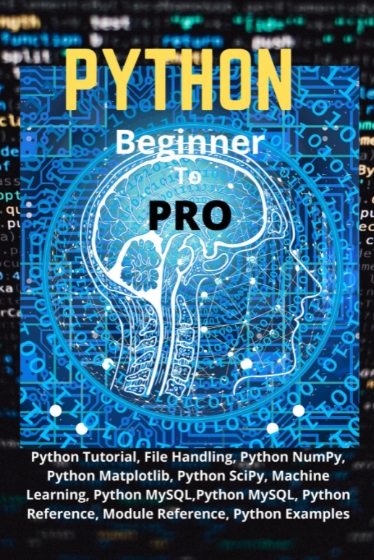 PYTHON
Beginner
To
PRO
Python Tutorial, File Handling, Python NumPy,
Python Matplotlib, Python SciPy, Machine
Learning, Python MySQL,Python MySQL, Python
Reference, Module Reference, Python Examples